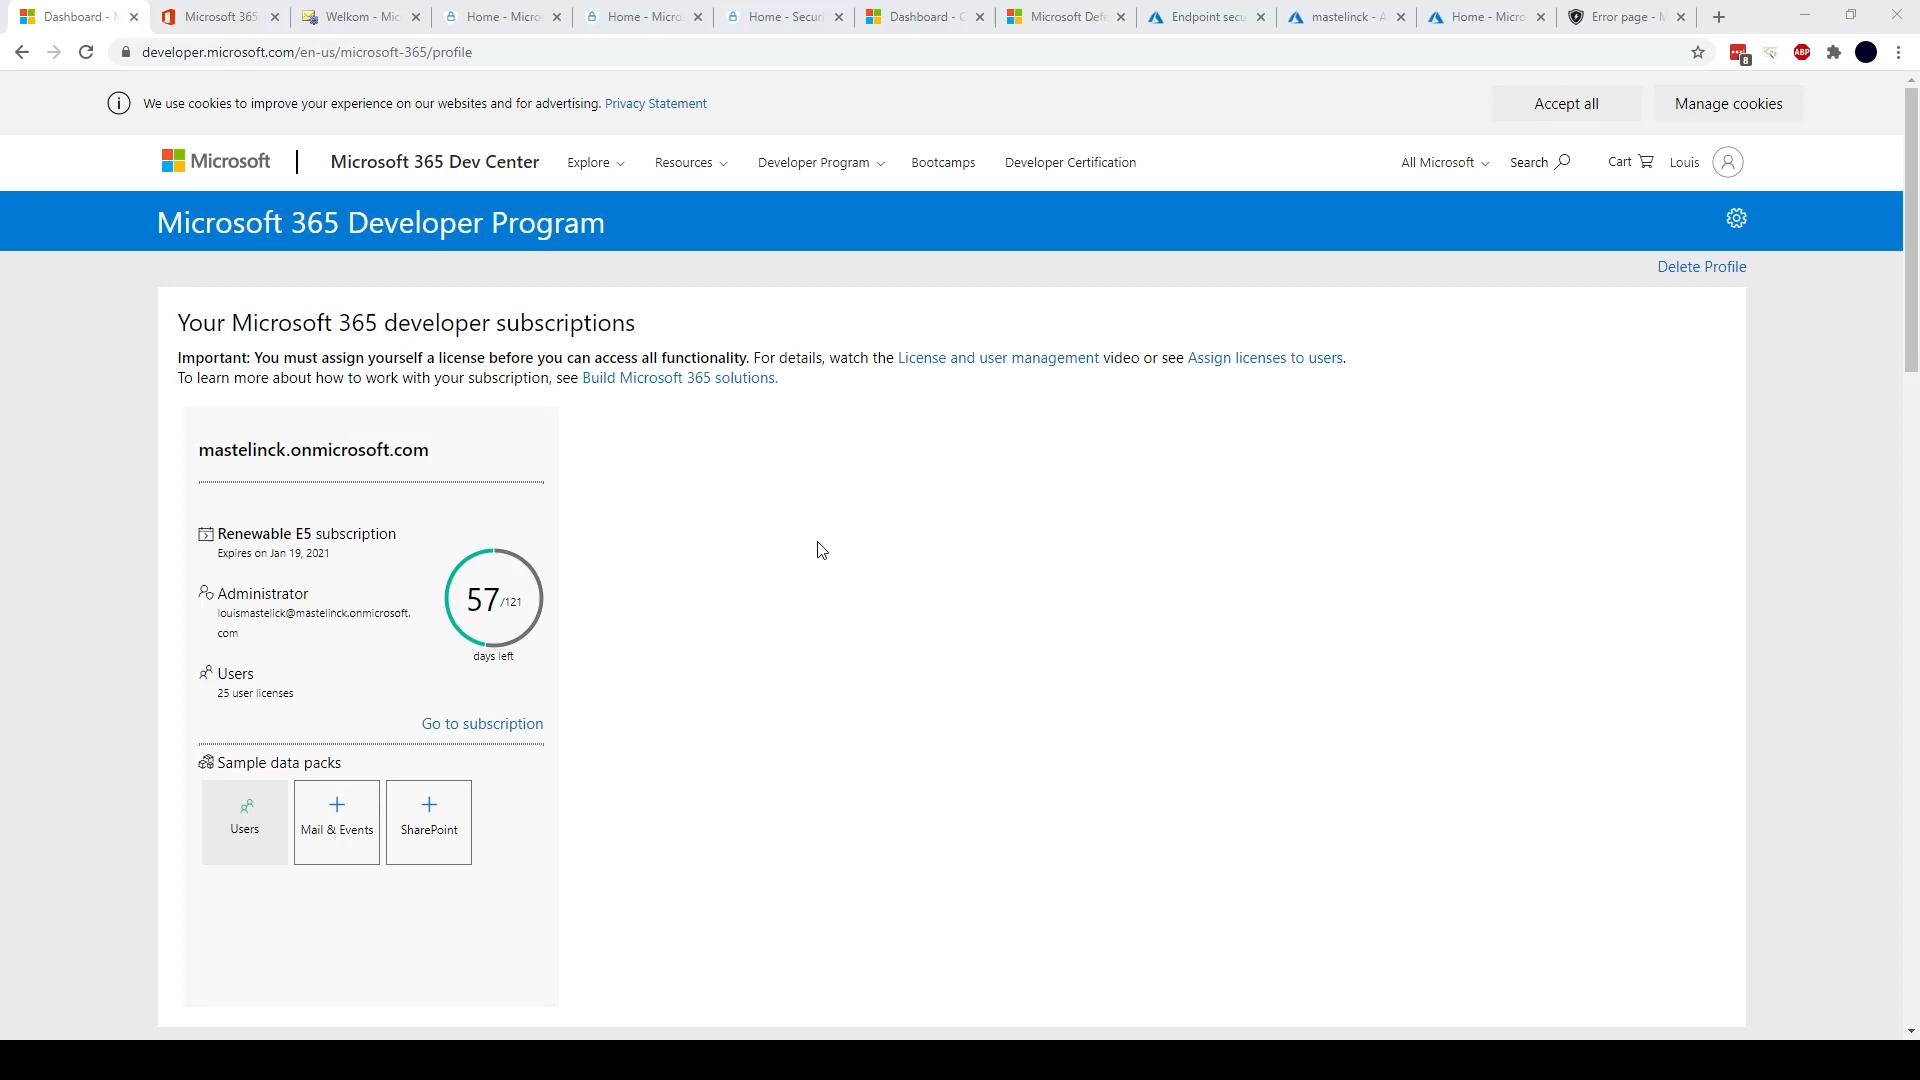 Dashboard - M
Microsoft 365
Welkom - Mic
Home - Micros
Home - Micros
Home - Securi
Dashboard - C
Microsoft Defe
Endpoint secu
mastelinck - A
Home - Micro
Error page - M
developer.microsoft.com/en-us/microsoft-365/profile
8
ABP
We use cookies to improve your experience on our websites and for advertising. Privacy Statement
Accept all
Manage cookies
Microsoft
Microsoft 365 Dev Center
Explore
Resources
Developer Program
Bootcamps
Developer Certification
All Microsoft
Search
Cart
Louis
Microsoft 365 Developer Program
Delete Profile
Your Microsoft 365 developer subscriptions
Important: You must assign yourself a license before you can access all functionality. For details, watch the License and user management video or see Assign licenses to users.
To learn more about how to work with your subscription, see Build Microsoft 365 solutions.
mastelinck.onmicrosoft.com
Renewable E5 subscription
Expires on Jan 19, 2021
Administrator
louismastelick@mastelinck.onmicrosoft.
com
57/121
days left
Users
25 user licenses
Go to subscription
Sample data packs
Users
Mail & Events
SharePoint